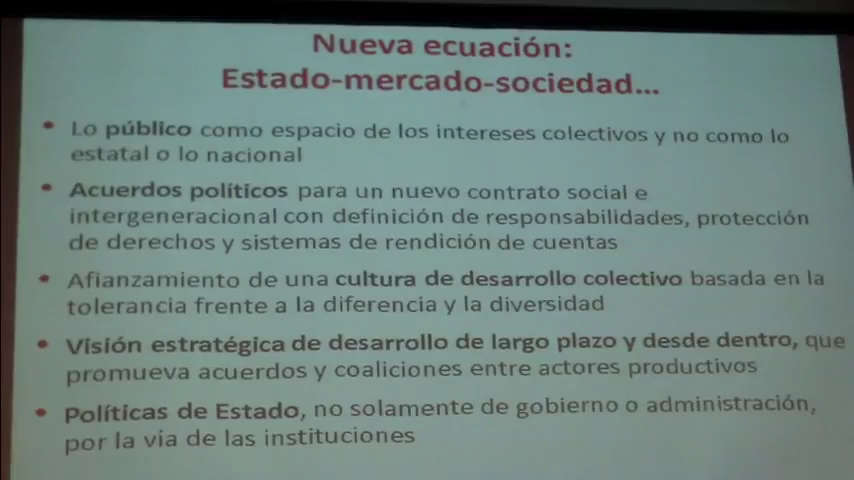 Nueva ecuación:
Estado-mercado-sociedad...
• Lo público como espacio de los intereses colectivos y no como lo
estatal o lo nacional
• Acuerdos políticos para un nuevo contrato social e
intergeneracional con definición de responsabilidades, protección
de derechos y sistemas de rendición de cuentas
• Afianzamiento de una cultura de desarrollo colectivo basada en la
tolerancia frente a la diferencia y la diversidad
• Visión estratégica de desarrollo de largo plazo y desde dentro, que
promueva acuerdos y coaliciones entre actores productivos
• Políticas de Estado, no solamente de gobierno o administración,
por la vía de las instituciones